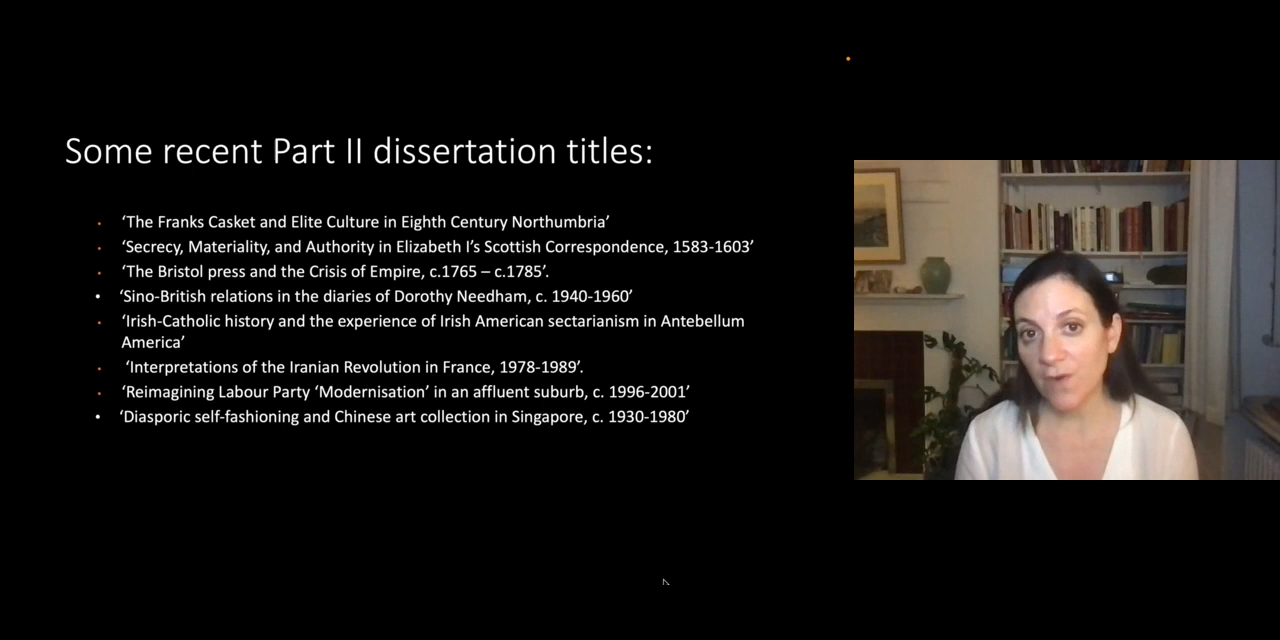 Some recent Part II dissertation titles:
‘The Franks Casket and Elite Culture in Eighth Century Northumbria’
‘Secrecy, Materiality, and Authority in Elizabeth I’s Scottish Correspondence, 1583-1603’
‘The Bristol press and the Crisis of Empire, c.1765 – c.1785’.
‘Sino-British relations in the diaries of Dorothy Needham, c. 1940-1960’
‘Irish-Catholic history and the experience of Irish American sectarianism in Antebellum
America’
‘Interpretations of the Iranian Revolution in France, 1978-1989’.
‘Reimagining Labour Party ‘Modernisation’ in an affluent suburb, c. 1996-2001’
‘Diasporic self-fashioning and Chinese art collection in Singapore, c. 1930-1980’